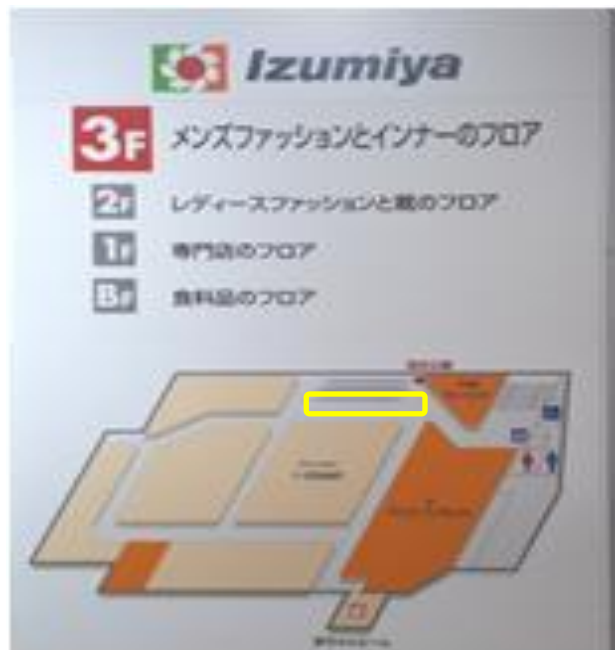 Izumiya
3F メンズファッションとインナーのフロア
2F レディースファッションと靴のフロア
1F 専門店のフロア
BF 食料品のフロア